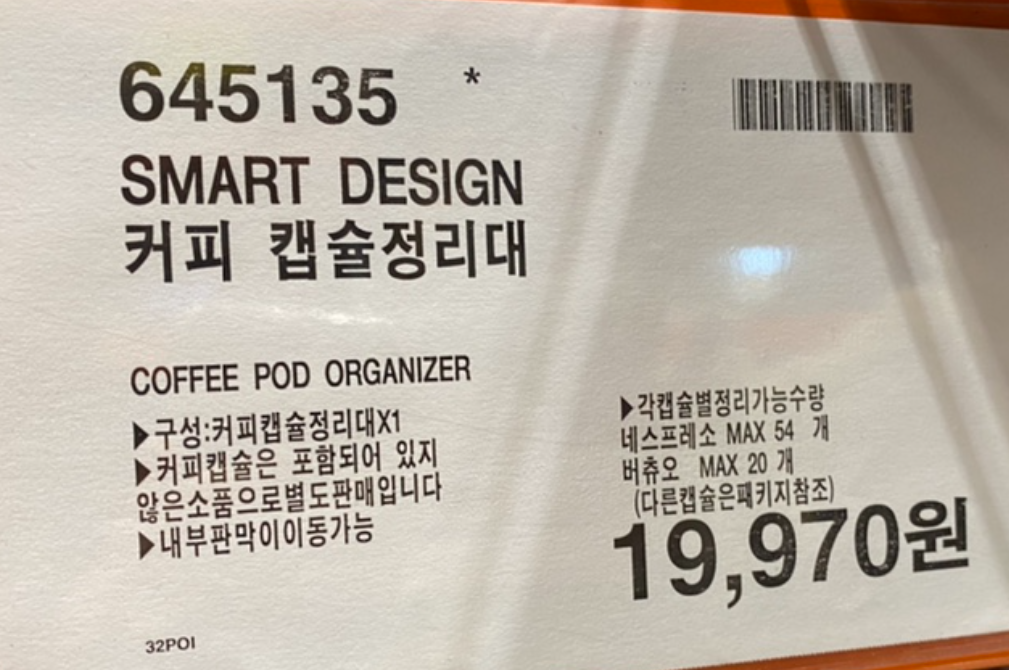 645135 *
SMART DESIGN
커피 캡슐정리대
COFFEE POD ORGANIZER
▶구성:커피캡슐정리대X1
▶커피캡슐은 포함되어 있지
않은소품으로별도판매입니다
▶내부판막이이동가능
▶각캡슐별정리가능수량
네스프레소 MAX 54 개
버츄오 MAX 20 개
(다른캡슐은패키지참조)
19,970원
32POI